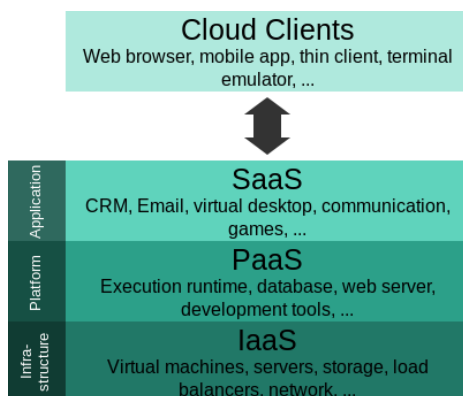 Cloud Clients
Web browser, mobile app, thin client, terminal
emulator, ...
Application
SaaS
CRM, Email, virtual desktop, communication,
games, ...
Platform
PaaS
Execution runtime, database, web server,
development tools, ...
Infra-
structure
IaaS
Virtual machines, servers, storage, load
balancers, network, ...